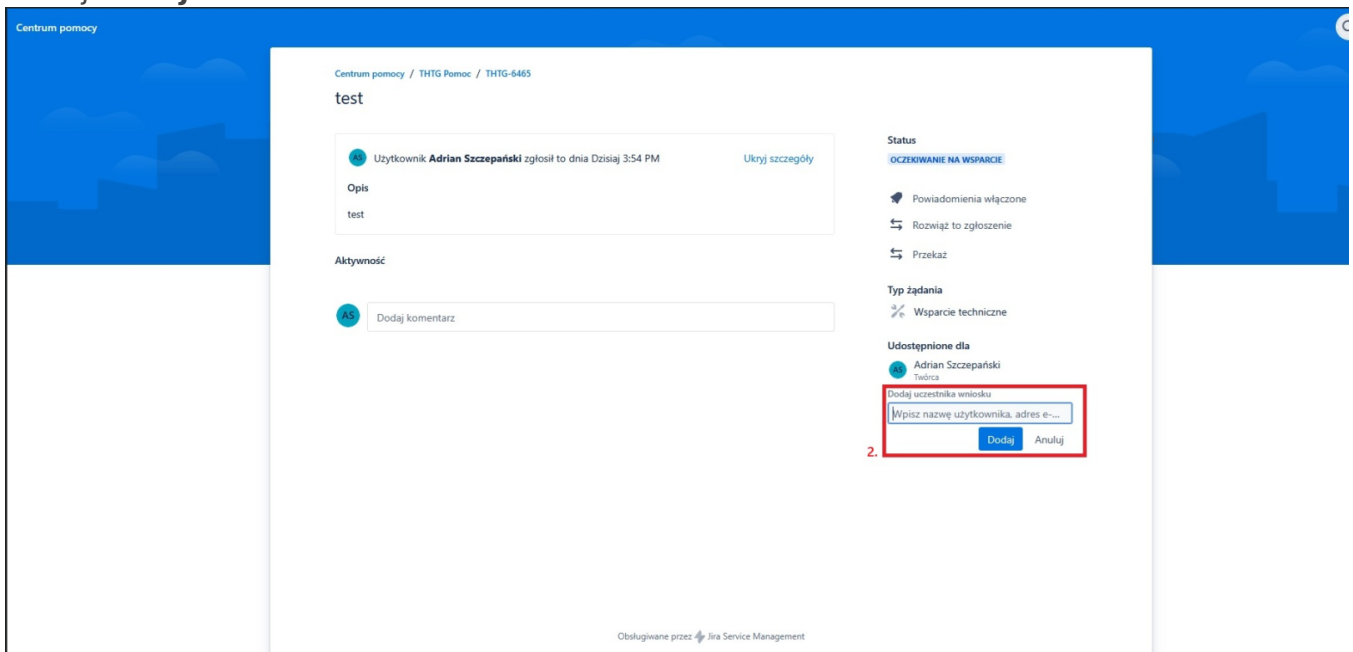 Centrum pomocy
Centrum pomocy / THTG Pomoc / THTG-6465
test
AS Użytkownik Adrian Szczepański zgłosił to dnia Dzisiaj 3:54 PM Ukryj szczegóły
Opis
test
Aktywność
AS Dodaj komentarz
Status
OCZEKIWANIE NA WSPARCIE
Powiadomienia włączone
Rozwiąż to zgłoszenie
Przekaż
Typ żądania
Wsparcie techniczne
Udostępnione dla
AS Adrian Szczepański
Twórca
Dodaj uczestnika wniosku
Wpisz nazwę użytkownika, adres e-...
Dodaj Anuluj
2.
Obsługiwane przez Jira Service Management